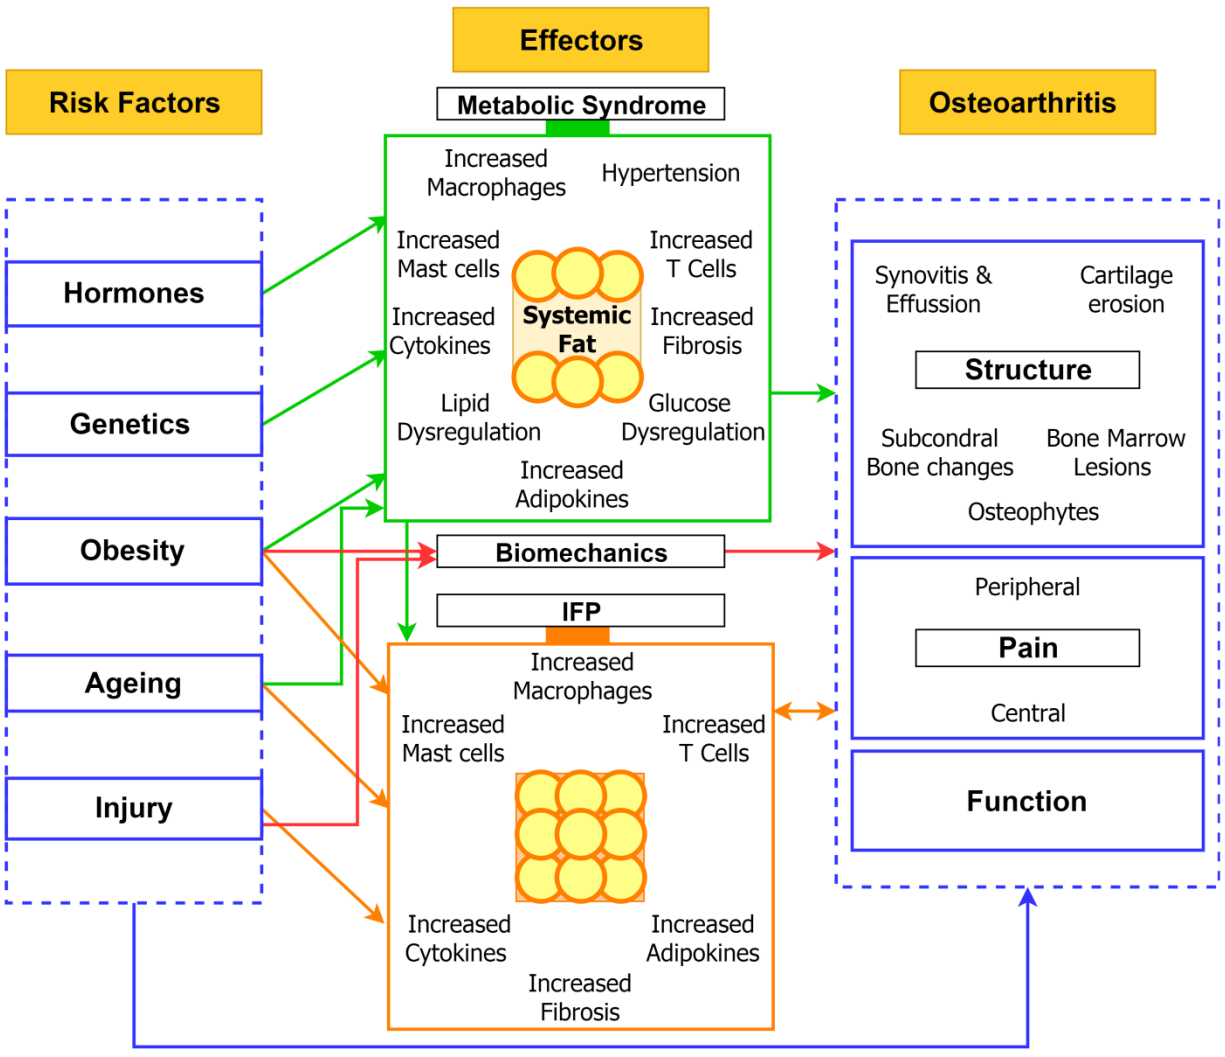 Effectors
Risk Factors
Osteoarthritis
Metabolic Syndrome
Increased
Macrophages
Hypertension
Increased
Mast cells
Increased
T Cells
Increased
Cytokines
Systemic
Fat
Increased
Fibrosis
Lipid
Dysregulation
Glucose
Dysregulation
Increased
Adipokines
Hormones
Genetics
Obesity
Ageing
Injury
Biomechanics
IFP
Increased
Macrophages
Increased
Mast cells
Increased
T Cells
Increased
Cytokines
Increased
Adipokines
Increased
Fibrosis
Synovitis &
Effussion
Cartilage
erosion
Structure
Subcondral
Bone changes
Bone Marrow
Lesions
Osteophytes
Peripheral
Pain
Central
Function